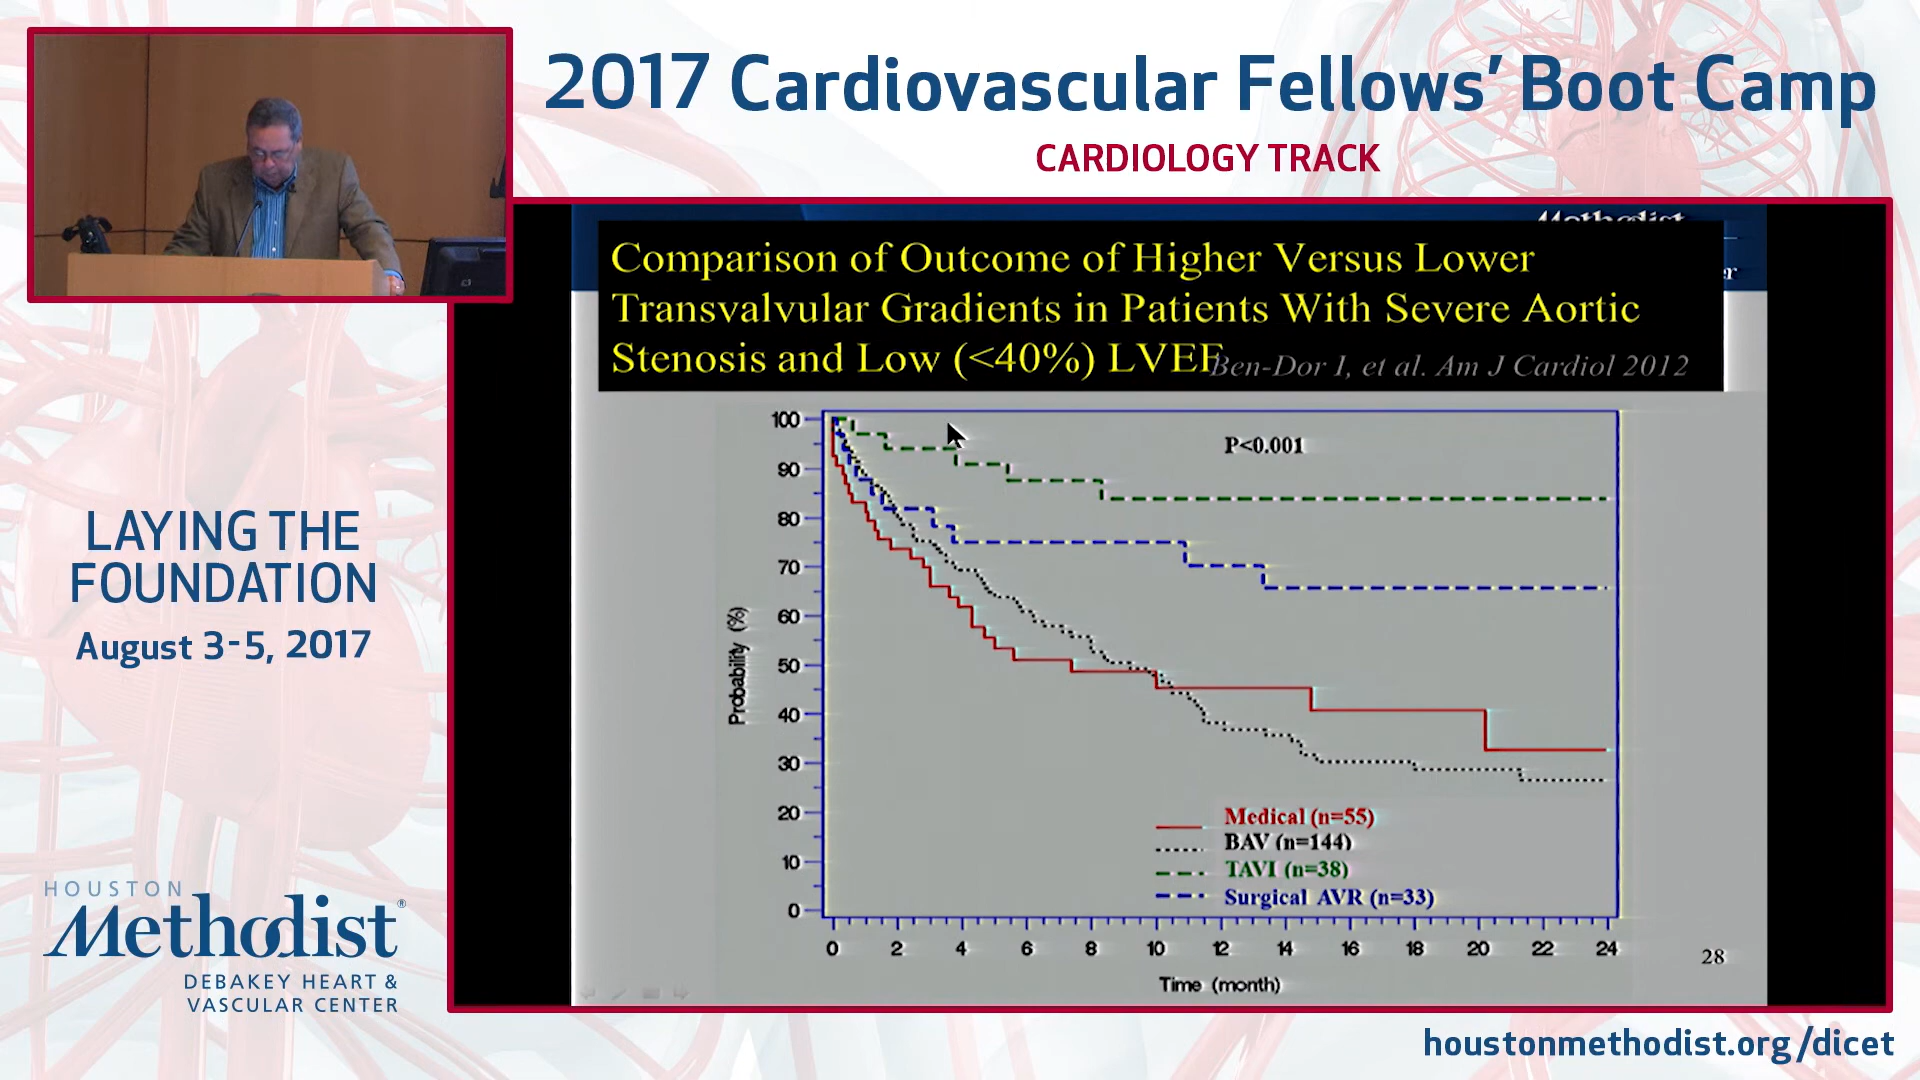 2017 Cardiovascular Fellows’ Boot Camp
CARDIOLOGY TRACK
LAYING THE
FOUNDATION
August 3-5, 2017
HOUSTON
Methodist®
DEBAKEY HEART &
VASCULAR CENTER
Methodist
Comparison of Outcome of Higher Versus Lower
Transvalvular Gradients in Patients With Severe Aortic
Stenosis and Low (<40%) LVEF
Ben-Dor I, et al. Am J Cardiol 2012
P<0.001
100
90
80
70
60
50
40
30
20
10
0
Probability (%)
Medical (n=55)
BAV (n=144)
TAVI (n=38)
Surgical AVR (n=33)
0 2 4 6 8 10 12 14 16 18 20 22 24
Time (month)
28
houstonmethodist.org/dicet